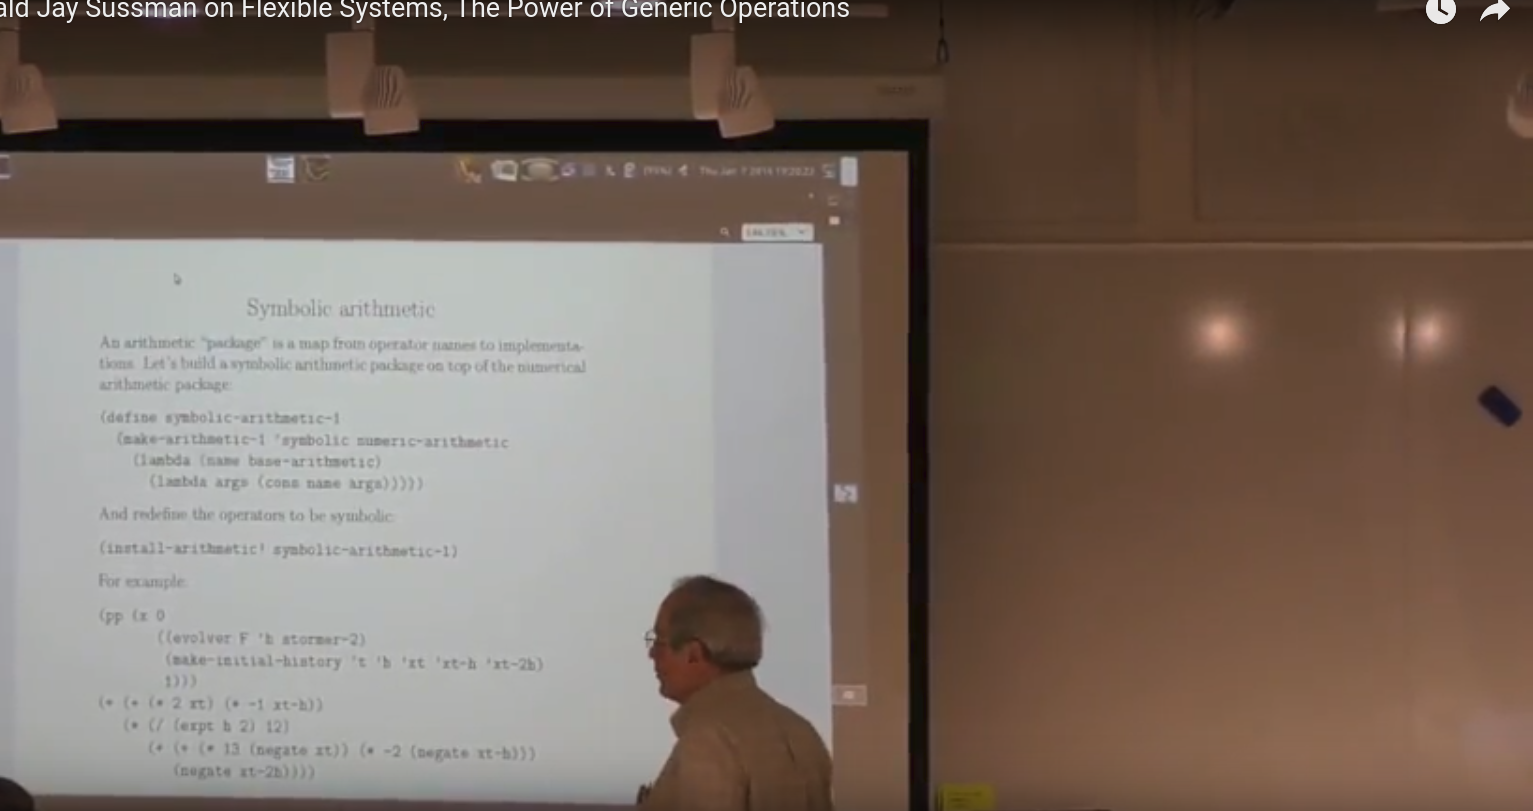 ald Jay Sussman on Flexible Systems, The Power of Generic Operations
Symbolic arithmetic
An arithmetic "package" is a map from operator names to implementa-
tions. Let's build a symbolic arithmetic package on top of the numerical
arithmetic package:
(define symbolic-arithmetic-1
(make-arithmetic-1 'symbolic numeric-arithmetic
(lambda (name base-arithmetic)
(lambda args (cons name args)))))
And redefine the operators to be symbolic:
(install-arithmetic! symbolic-arithmetic-1)
For example:
(pp (x 0
((evolver F 'h stormer-2)
(make-initial-history 't 'h 'xt 'xt-h 'xt-2h)
1)))
(+ (+ (* 2 xt) (* -1 xt-h))
(* (/ (expt h 2) 12)
(+ (+ (* 13 (negate xt)) (* -2 (negate xt-h)))
(negate xt-2h))))